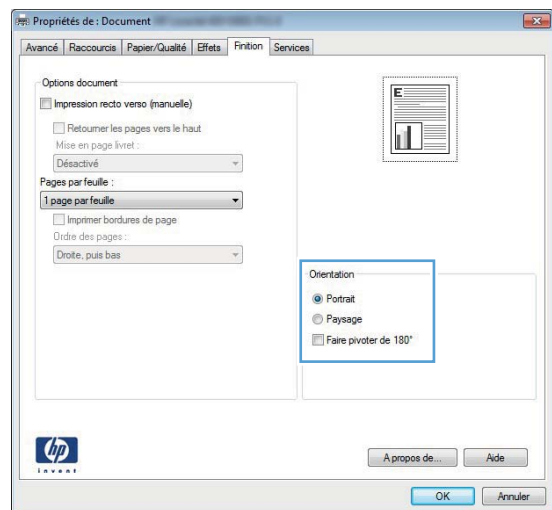 Propriétés de : Document
Avancé Raccourcis Papier/Qualité Effets Finition Services
Options document
Impression recto verso (manuelle)
Retourner les pages vers le haut
Mise en page livret :
Désactivé
Pages par feuille :
1 page par feuille
Imprimer bordures de page
Ordre des pages :
Droite, puis bas
E
Orientation
Portrait
Paysage
Faire pivoter de 180°
hp
invent
A propos de... Aide
OK Annuler